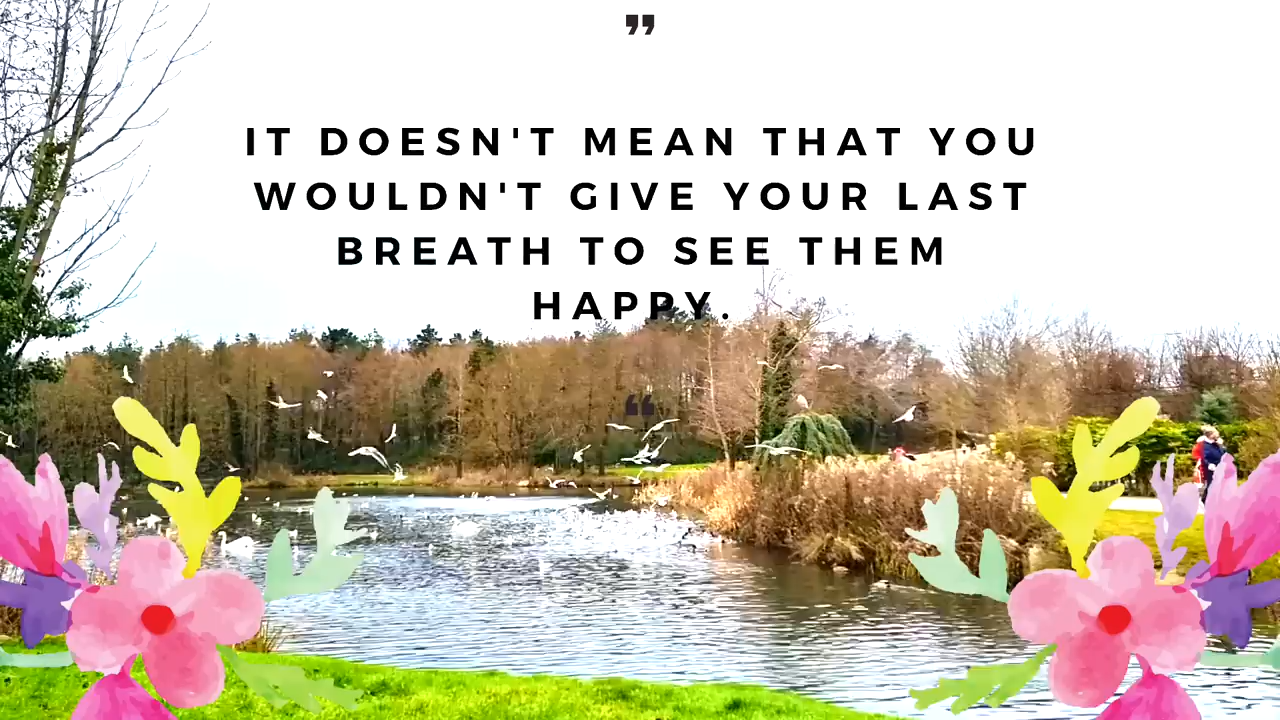 ”
IT DOESN'T MEAN THAT YOU
WOULDN'T GIVE YOUR LAST
BREATH TO SEE THEM
HAPPY.
“